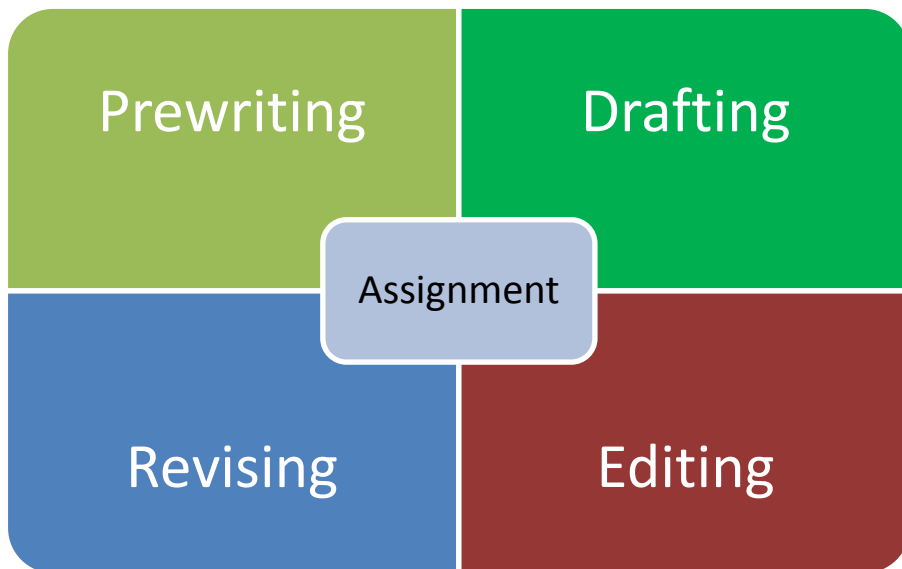 Prewriting
Drafting
Assignment
Revising
Editing